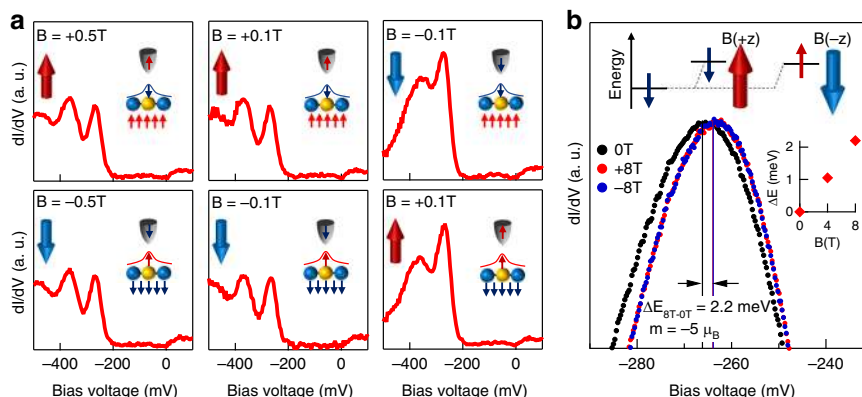 a
B = +0.5T
B = +0.1T
B = −0.1T
dI/dV (a. u.)
B = −0.5T
B = −0.1T
B = +0.1T
dI/dV (a. u.)
−400 −200 0
−400 −200 0
−400 −200 0
Bias voltage (mV)
Bias voltage (mV)
Bias voltage (mV)
b
Energy
B(+z)
B(−z)
0T
+8T
−8T
dI/dV (a. u.)
ΔE (meV)
2
1
0
0 4 8
B(T)
ΔE8T-0T = 2.2 meV
m = −5 μB
−280 −260 −240
Bias voltage (mV)